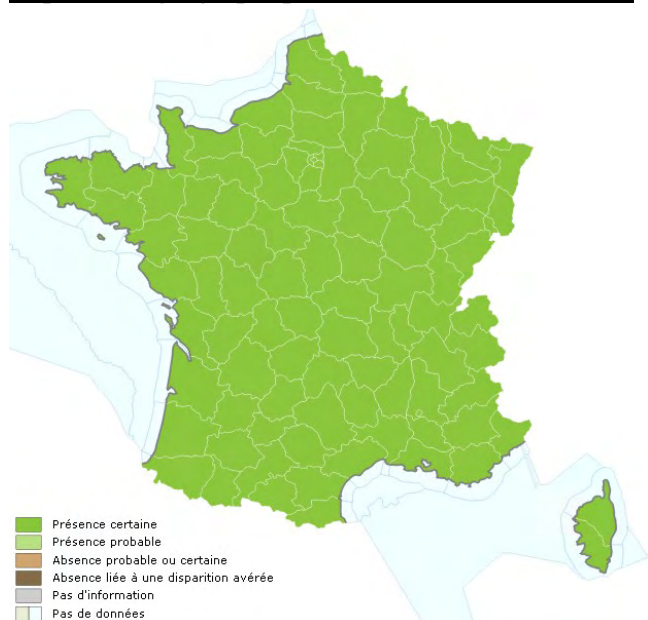 Présence certaine
Présence probable
Absence probable ou certaine
Absence liée à une disparition avérée
Pas d'information
Pas de données